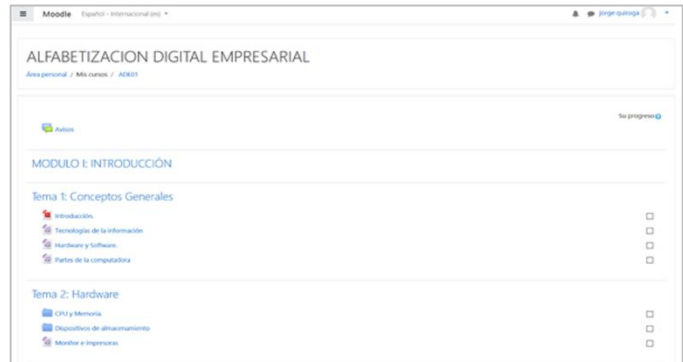 Moodle Español - Internacional (es) Jorge quiroga
ALFABETIZACION DIGITAL EMPRESARIAL
Área personal / Mis cursos / ADE01
Su progreso
Avisos
MODULO I: INTRODUCCIÓN
Tema 1: Conceptos Generales
Introducción.
Tecnologías de la información
Hardware y Software.
Partes de la computadora
Tema 2: Hardware
CPU y Memoria.
Dispositivos de almacenamiento
Monitor e impresoras